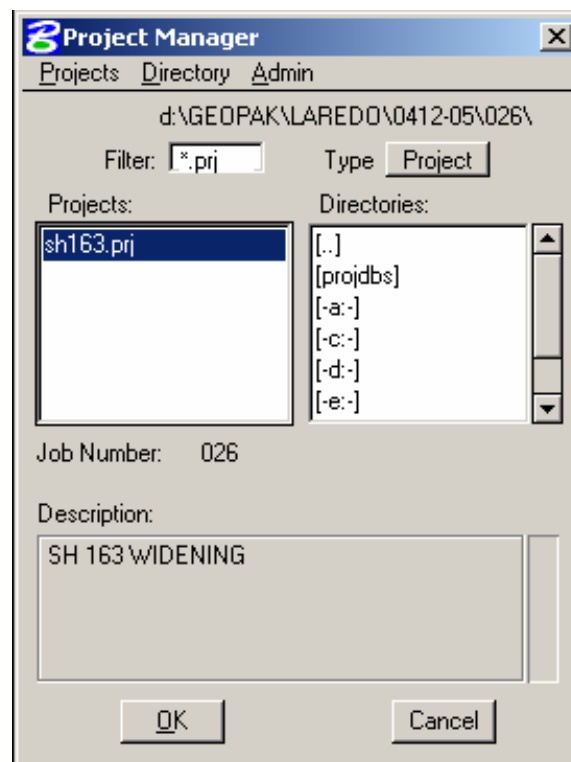 Project Manager
Projects Directory Admin
d:\GEOPAK\LAREDO\0412-05\026\
Filter: *.prj Type Project
Projects: Directories:
sh163.prj
[..]
[projdbs]
[-a:-]
[-c:-]
[-d:-]
[-e:-]
Job Number: 026
Description:
SH 163 WIDENING
OK Cancel